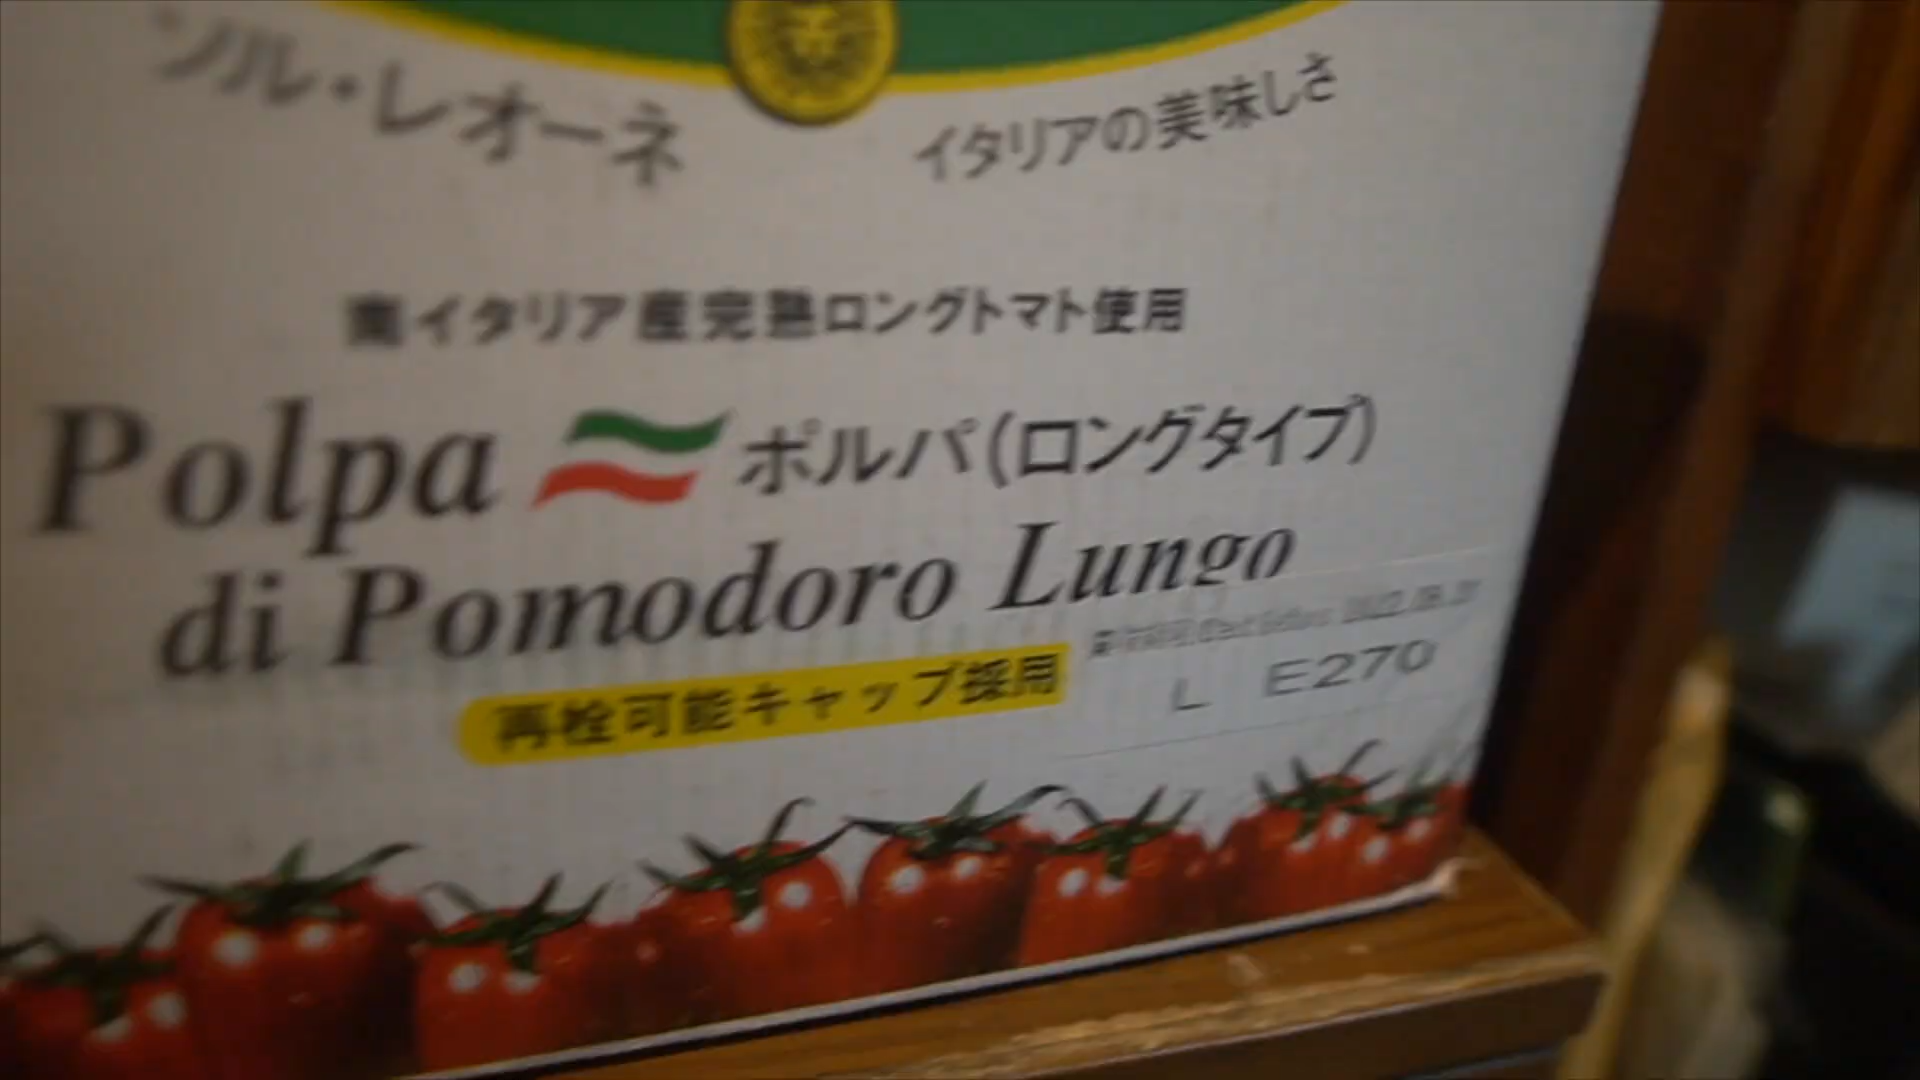 ソル・レオーネ
イタリアの美味しさ
南イタリア産完熟ロングトマト使用
Polpa ポルパ(ロングタイプ)
di Pomodoro Lungo
再栓可能キャップ採用
L E270